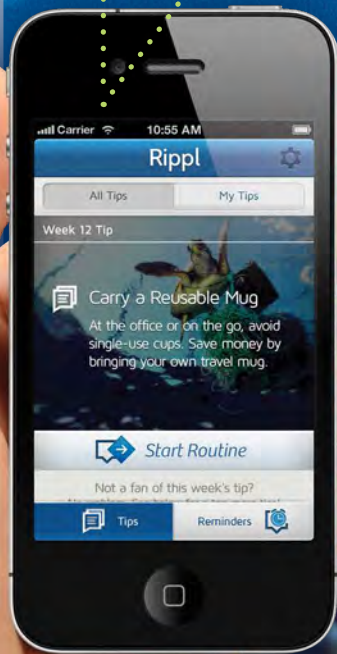 Carrier 10:55 AM
Rippl
All Tips My Tips
Week 12 Tip
Carry a Reusable Mug
At the office or on the go, avoid
single-use cups. Save money by
bringing your own travel mug.
Start Routine
Not a fan of this week's tip?
Tips Reminders